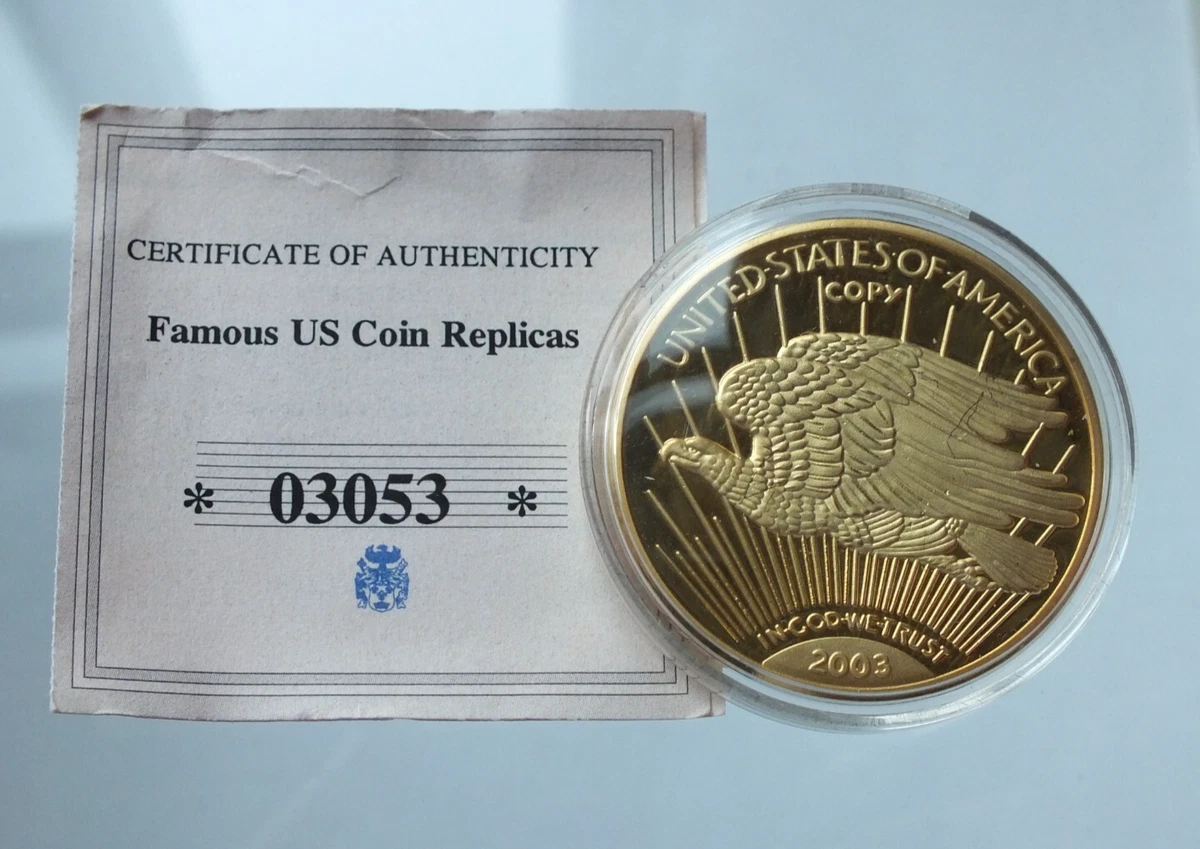 CERTIFICATE OF AUTHENTICITY
Famous US Coin Replicas
* 03053 *
UNITED·STATES·OF·AMERICA
COPY
IN·GOD·WE·TRUST
2003